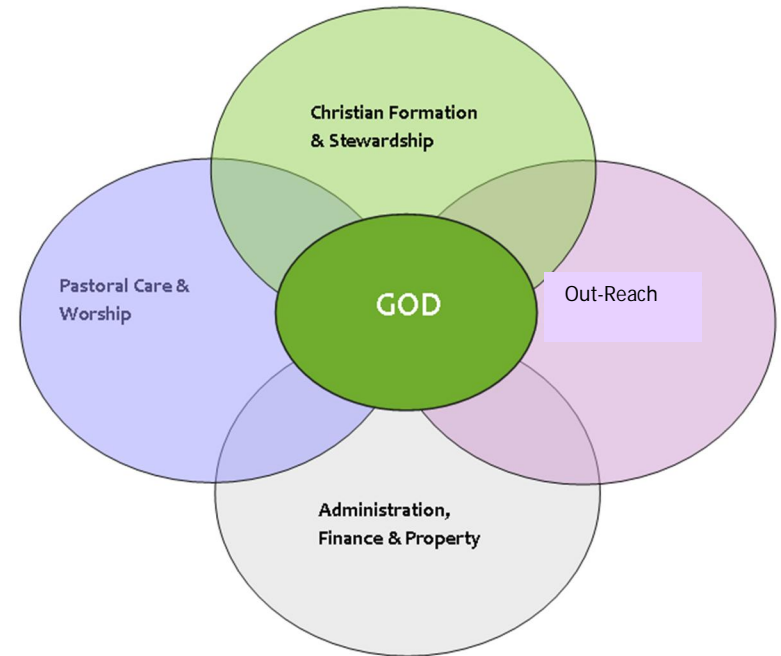 Christian Formation
& Stewardship
Pastoral Care &
Worship
GOD
Out-Reach
Administration,
Finance & Property